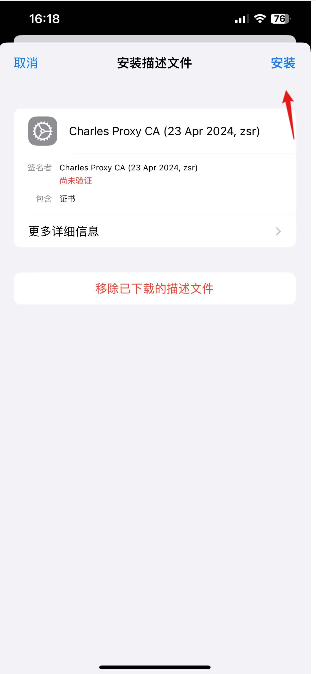 16:18
76
取消
安装描述文件
安装
Charles Proxy CA (23 Apr 2024, zsr)
签名者 Charles Proxy CA (23 Apr 2024, zsr)
尚未验证
包含 证书
更多详细信息
移除已下载的描述文件